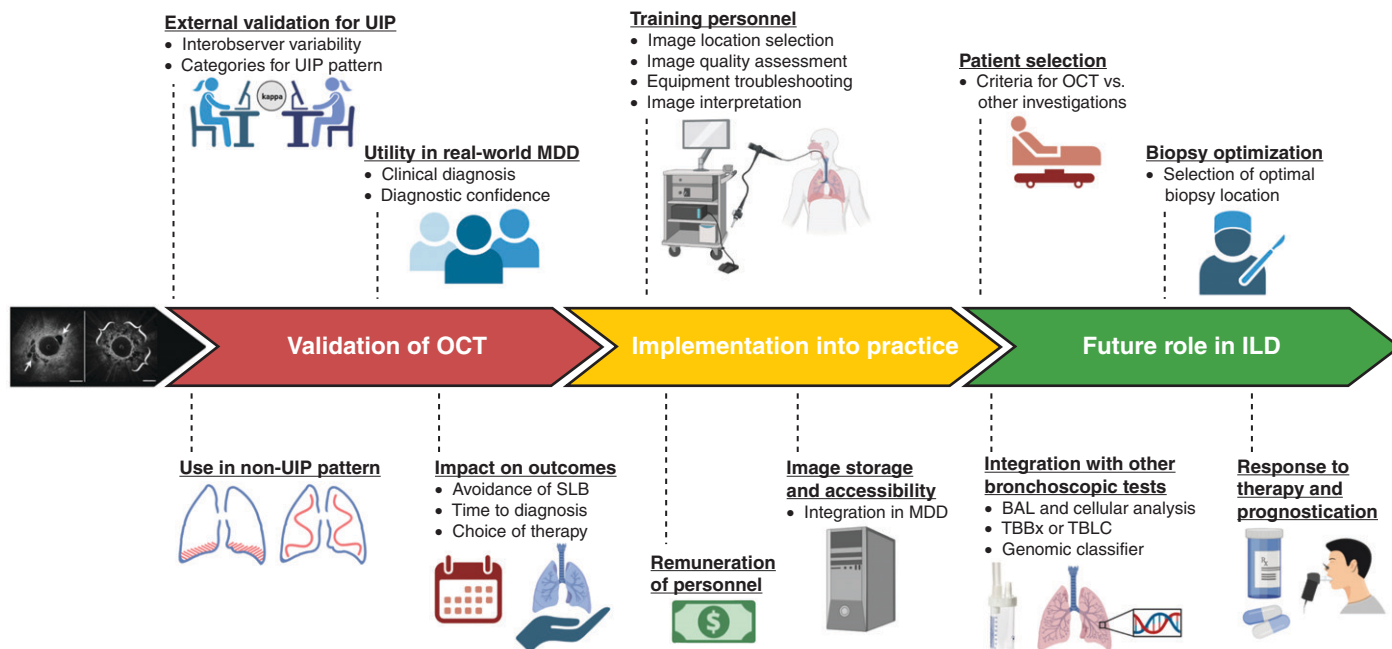 External validation for UIP
• Interobserver variability
• Categories for UIP pattern
kappa
Utility in real-world MDD
• Clinical diagnosis
• Diagnostic confidence
Training personnel
• Image location selection
• Image quality assessment
• Equipment troubleshooting
• Image interpretation
Patient selection
• Criteria for OCT vs.
other investigations
Biopsy optimization
• Selection of optimal
biopsy location
Validation of OCT
Implementation into practice
Future role in ILD
Use in non-UIP pattern
Impact on outcomes
• Avoidance of SLB
• Time to diagnosis
• Choice of therapy
Remuneration
of personnel
$
Image storage
and accessibility
• Integration in MDD
Integration with other
bronchoscopic tests
• BAL and cellular analysis
• TBBx or TBLC
• Genomic classifier
Response to
therapy and
prognostication
Rx